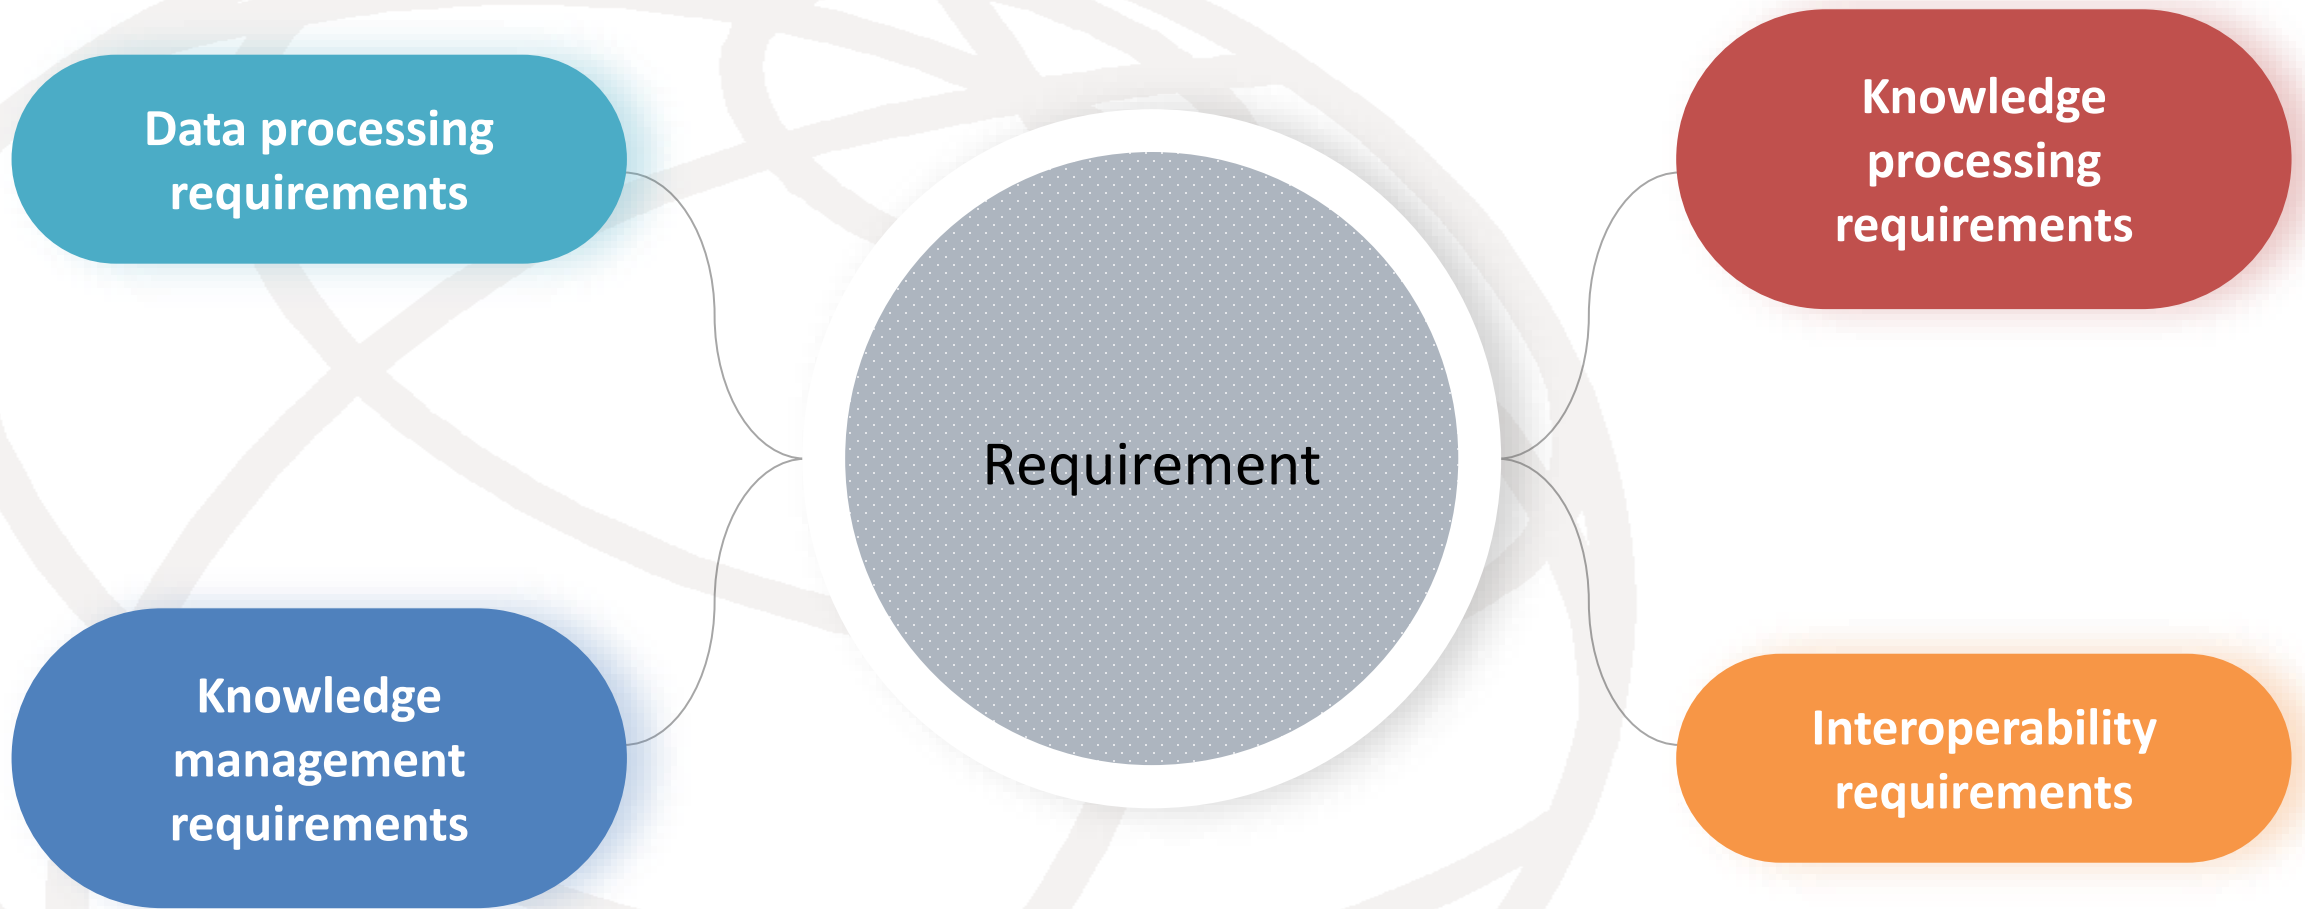 Data processing
requirements
Knowledge
processing
requirements
Requirement
Knowledge
management
requirements
Interoperability
requirements